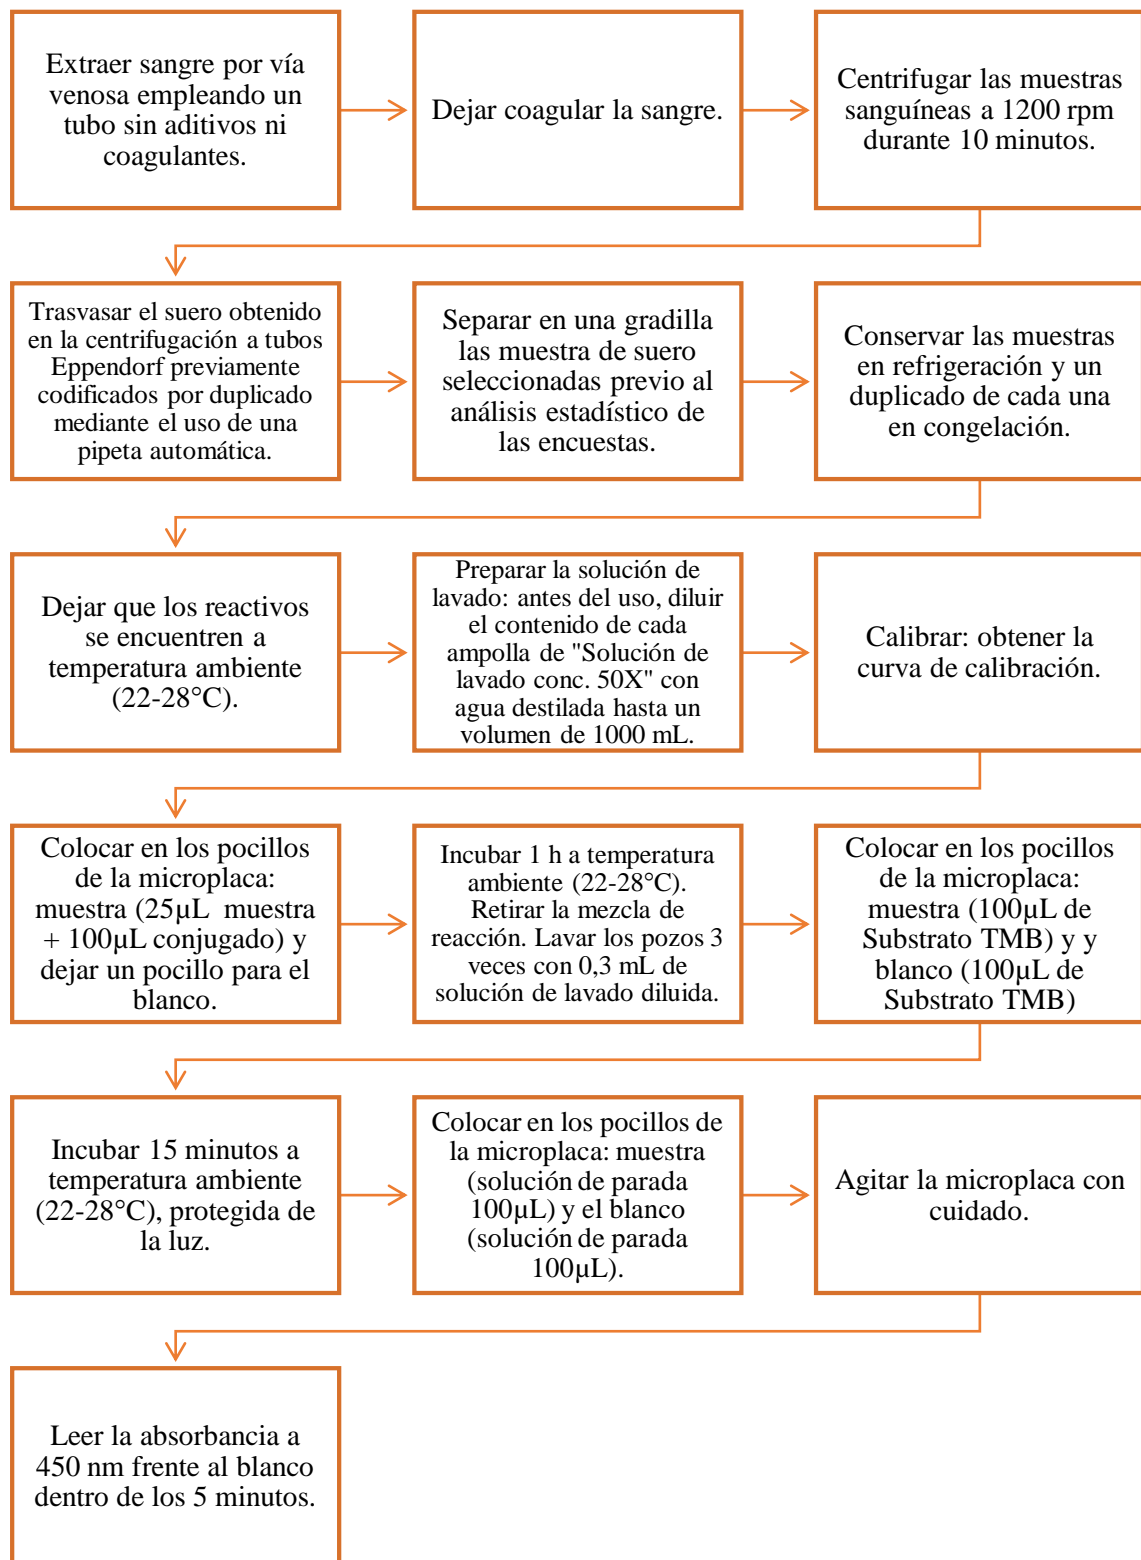 Extraer sangre por vía
venosa empleando un
tubo sin aditivos ni
coagulantes.
Dejar coagular la sangre.
Centrifugar las muestras
sanguíneas a 1200 rpm
durante 10 minutos.
Trasvasar el suero obtenido
en la centrifugación a tubos
Eppendorf previamente
codificados por duplicado
mediante el uso de una
pipeta automática.
Separar en una gradilla
las muestra de suero
seleccionadas previo al
análisis estadístico de
las encuestas.
Conservar las muestras
en refrigeración y un
duplicado de cada una
en congelación.
Dejar que los reactivos
se encuentren a
temperatura ambiente
(22-28°C).
Preparar la solución de
lavado: antes del uso, diluir
el contenido de cada
ampolla de "Solución de
lavado conc. 50X" con
agua destilada hasta un
volumen de 1000 mL.
Calibrar: obtener la
curva de calibración.
Colocar en los pocillos
de la microplaca:
muestra (25μL muestra
+ 100μL conjugado) y
dejar un pocillo para el
blanco.
Incubar 1 h a temperatura
ambiente (22-28°C).
Retirar la mezcla de
reacción. Lavar los pozos 3
veces con 0,3 mL de
solución de lavado diluida.
Colocar en los pocillos
de la microplaca:
muestra (100μL de
Substrato TMB) y y
blanco (100μL de
Substrato TMB)
Incubar 15 minutos a
temperatura ambiente
(22-28°C), protegida de
la luz.
Colocar en los pocillos de
la microplaca: muestra
(solución de parada
100μL) y el blanco
(solución de parada
100μL).
Agitar la microplaca con
cuidado.
Leer la absorbancia a
450 nm frente al blanco
dentro de los 5 minutos.